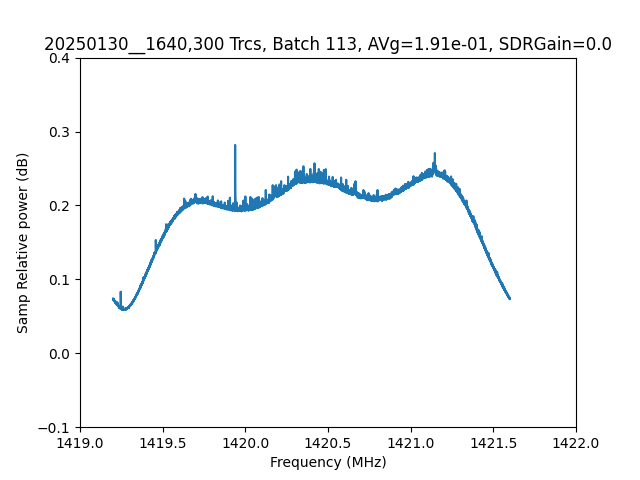 20250130__1640,300 Trcs, Batch 113, AVg=1.91e-01, SDRGain=0.0
0.4
0.3
0.2
0.1
0.0
−0.1
Samp Relative power (dB)
1419.0 1419.5 1420.0 1420.5 1421.0 1421.5 1422.0
Frequency (MHz)